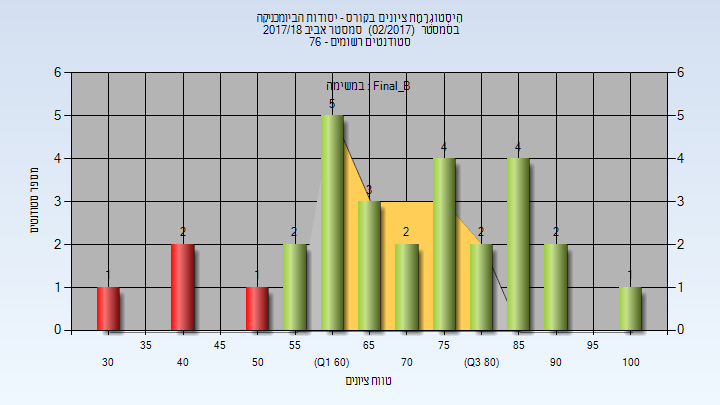 הִיסְטוֹגְרָמַת ציונים בקורס - יסודות הביומכניקה
בסמסטר (02/2017) סמסטר אביב 2017/18
סטודנטים רשומים - 76
במשימה : Final_B
מספר סטודנטים
6 6
5 5
4 4
3 3
2 2
1 1
0 0
1 2 1 2 5 3 2 4 2 4 2 1
35 45 55 65 75 85 95
30 40 50 (Q1 60) 70 (Q3 80) 90 100
טווח ציונים